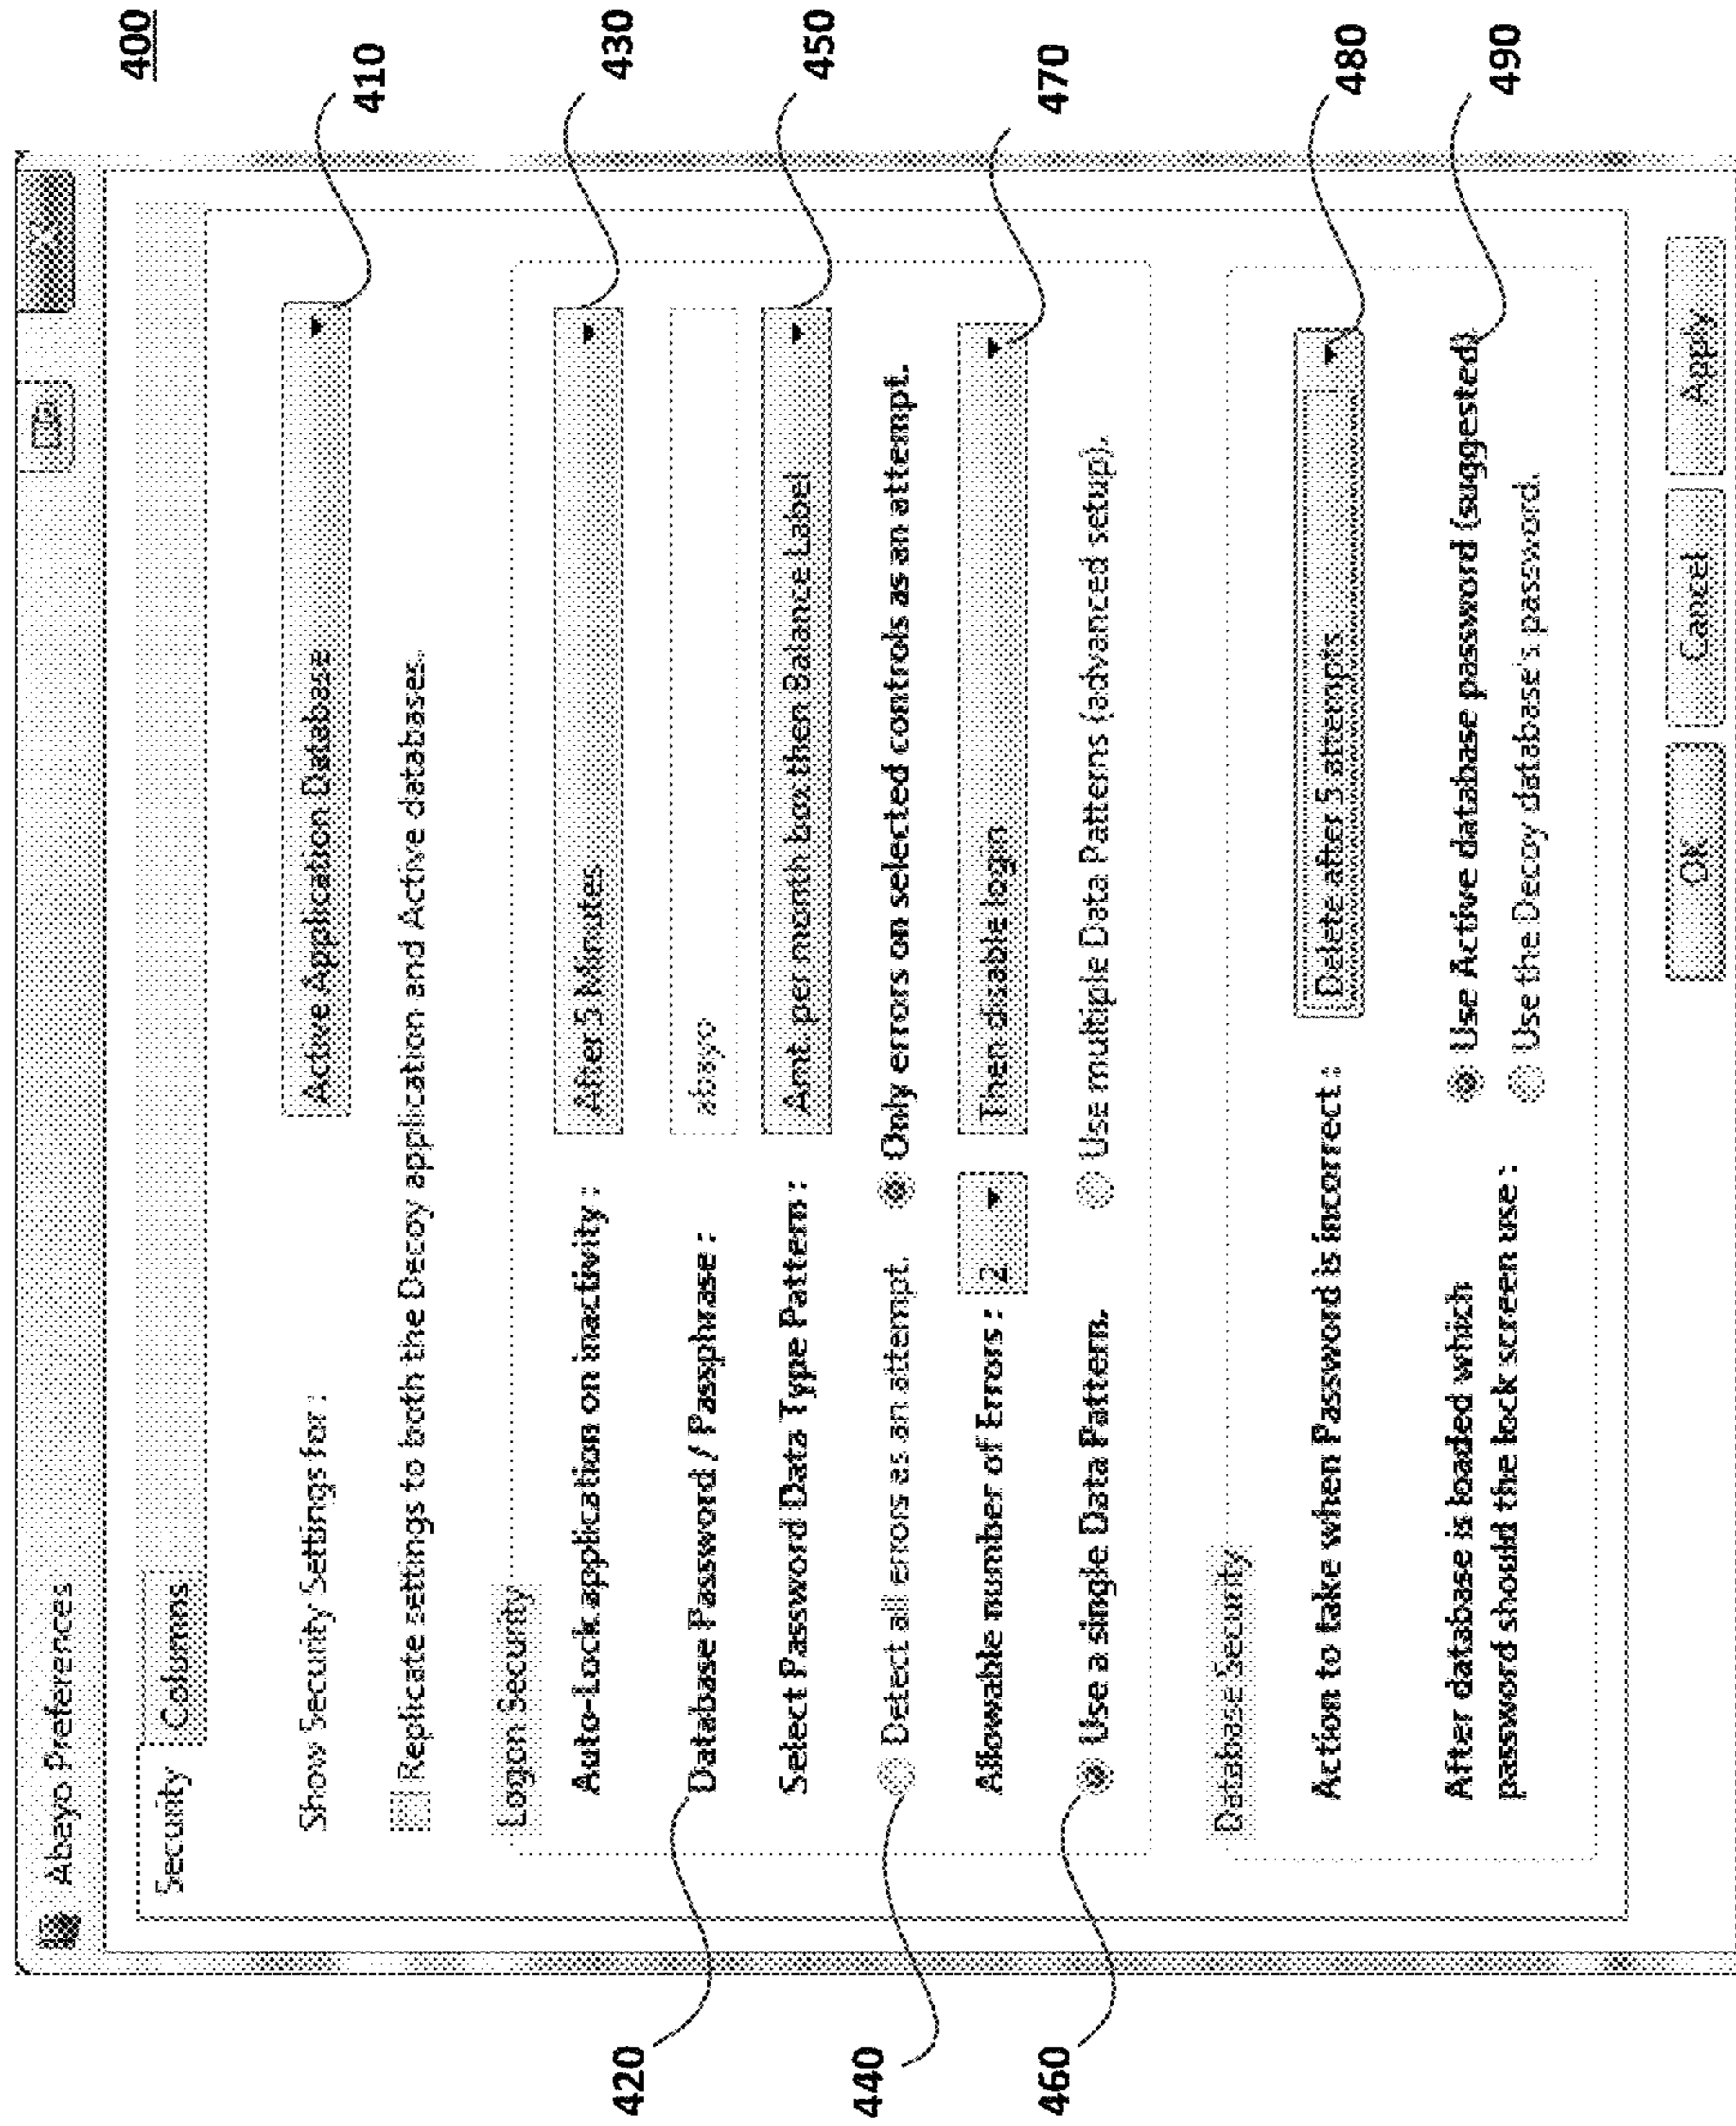 400
Abayo Preferences
Security Columns
Show Security Settings for: Active Application Database
410
Replicate settings to both the Decoy application and Active databases.
Logon Security
Auto-Lock application on inactivity: After 5 Minutes
430
420
Database Password / Passphrase: abayo
Select Password Data Type Pattern: Amt. per month box then Balance Label
450
440
Detect all errors as an attempt. Only errors on selected controls as an attempt.
Allowable number of Errors: 2 Then disable login
470
460
Use a single Data Pattern. Use multiple Data Patterns (advanced setup).
Database Security
Action to take when Password is incorrect: Delete after 5 attempts
480
After database is loaded which
password should the lock screen use:
Use Active database password (suggested)
490
Use the Decoy database's password.
OK Cancel Apply